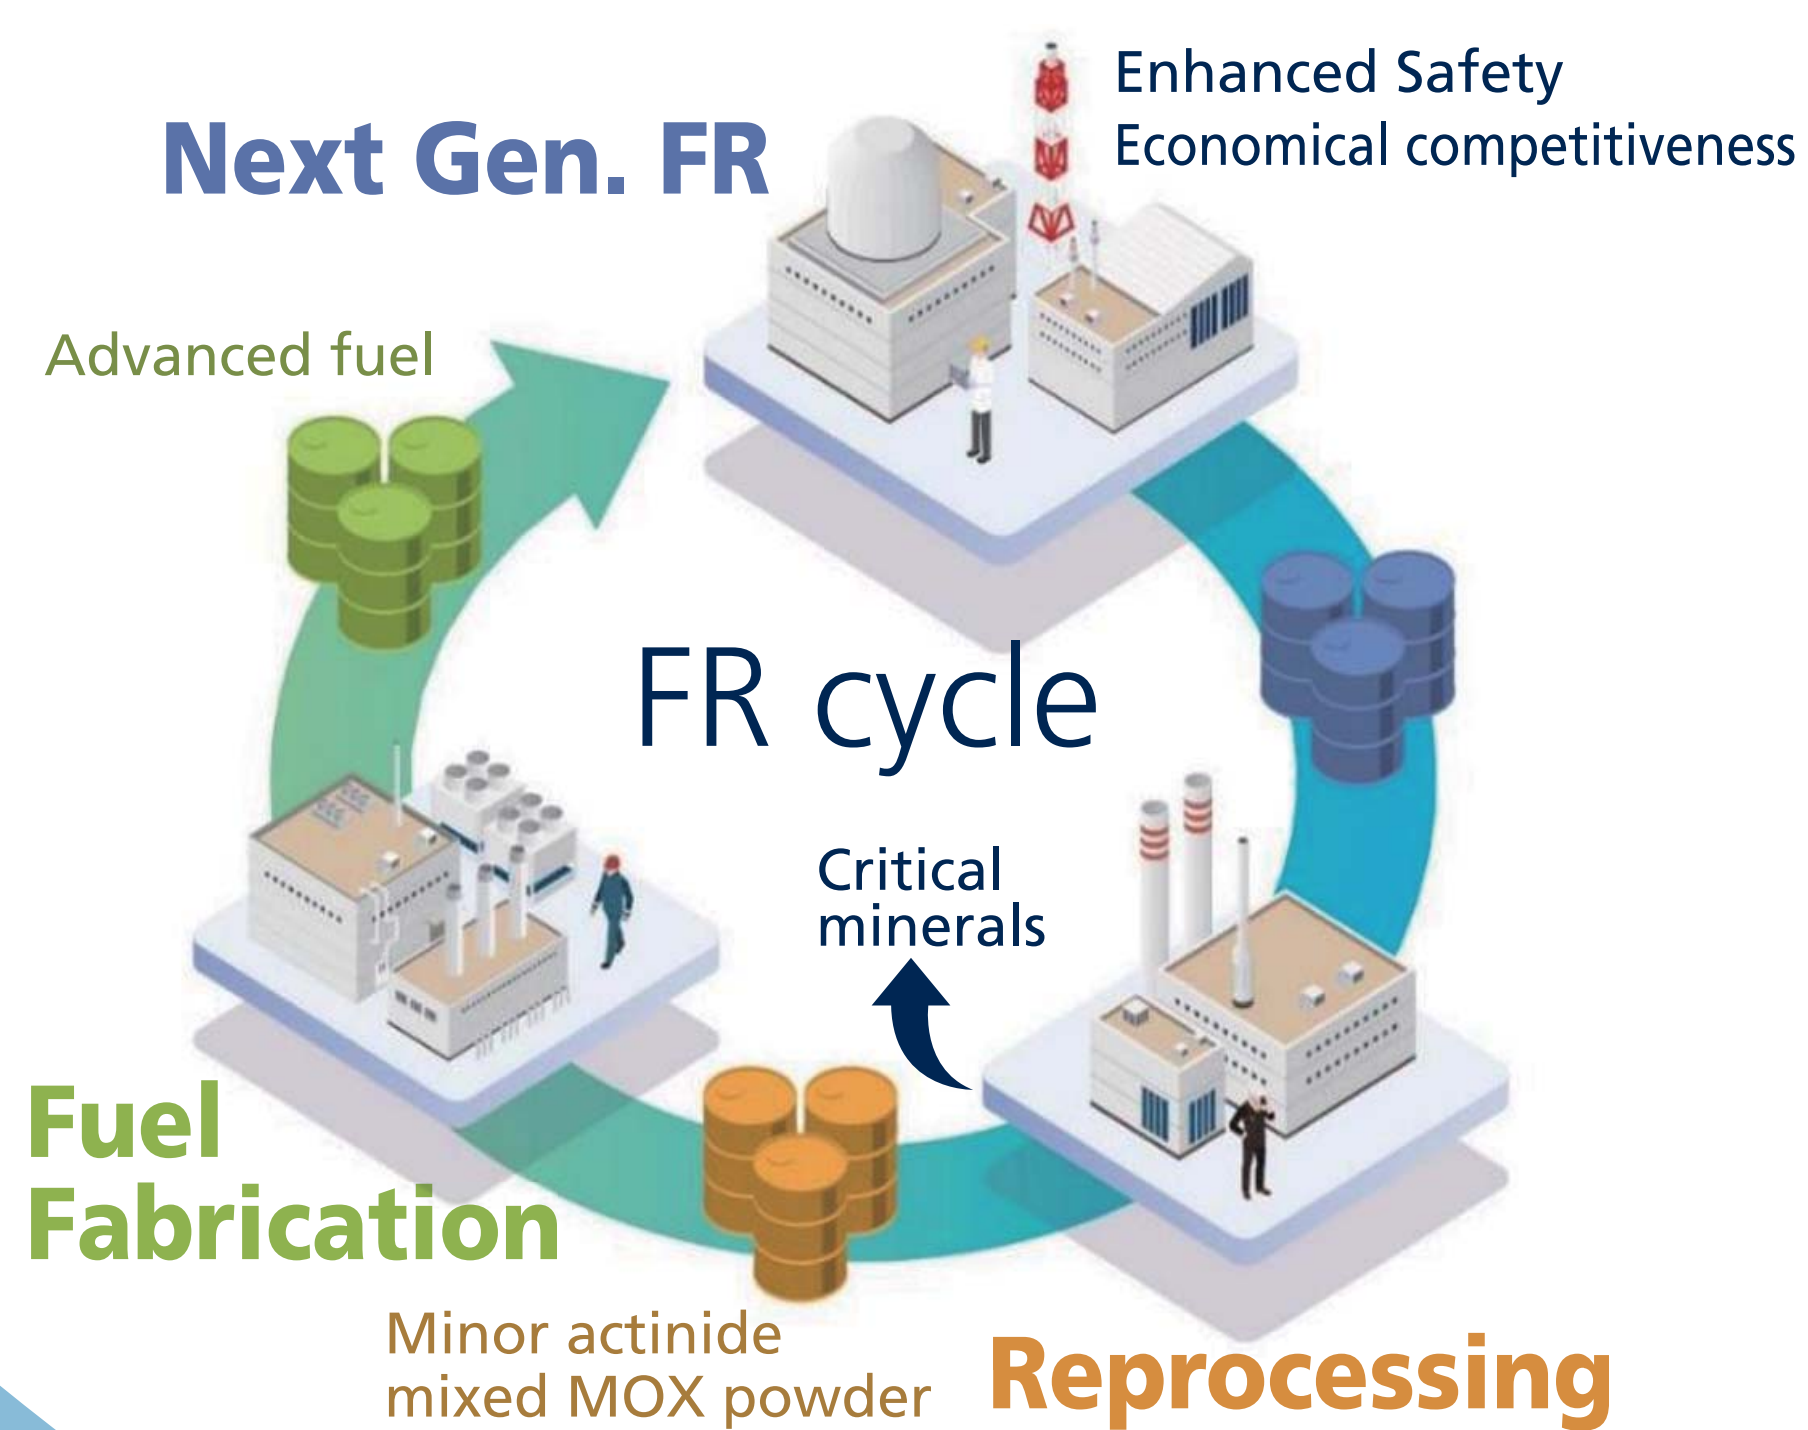 Enhanced Safety
Economical competitiveness
Next Gen. FR
Advanced fuel
FR cycle
Critical
minerals
Fuel
Fabrication
Minor actinide
mixed MOX powder
Reprocessing